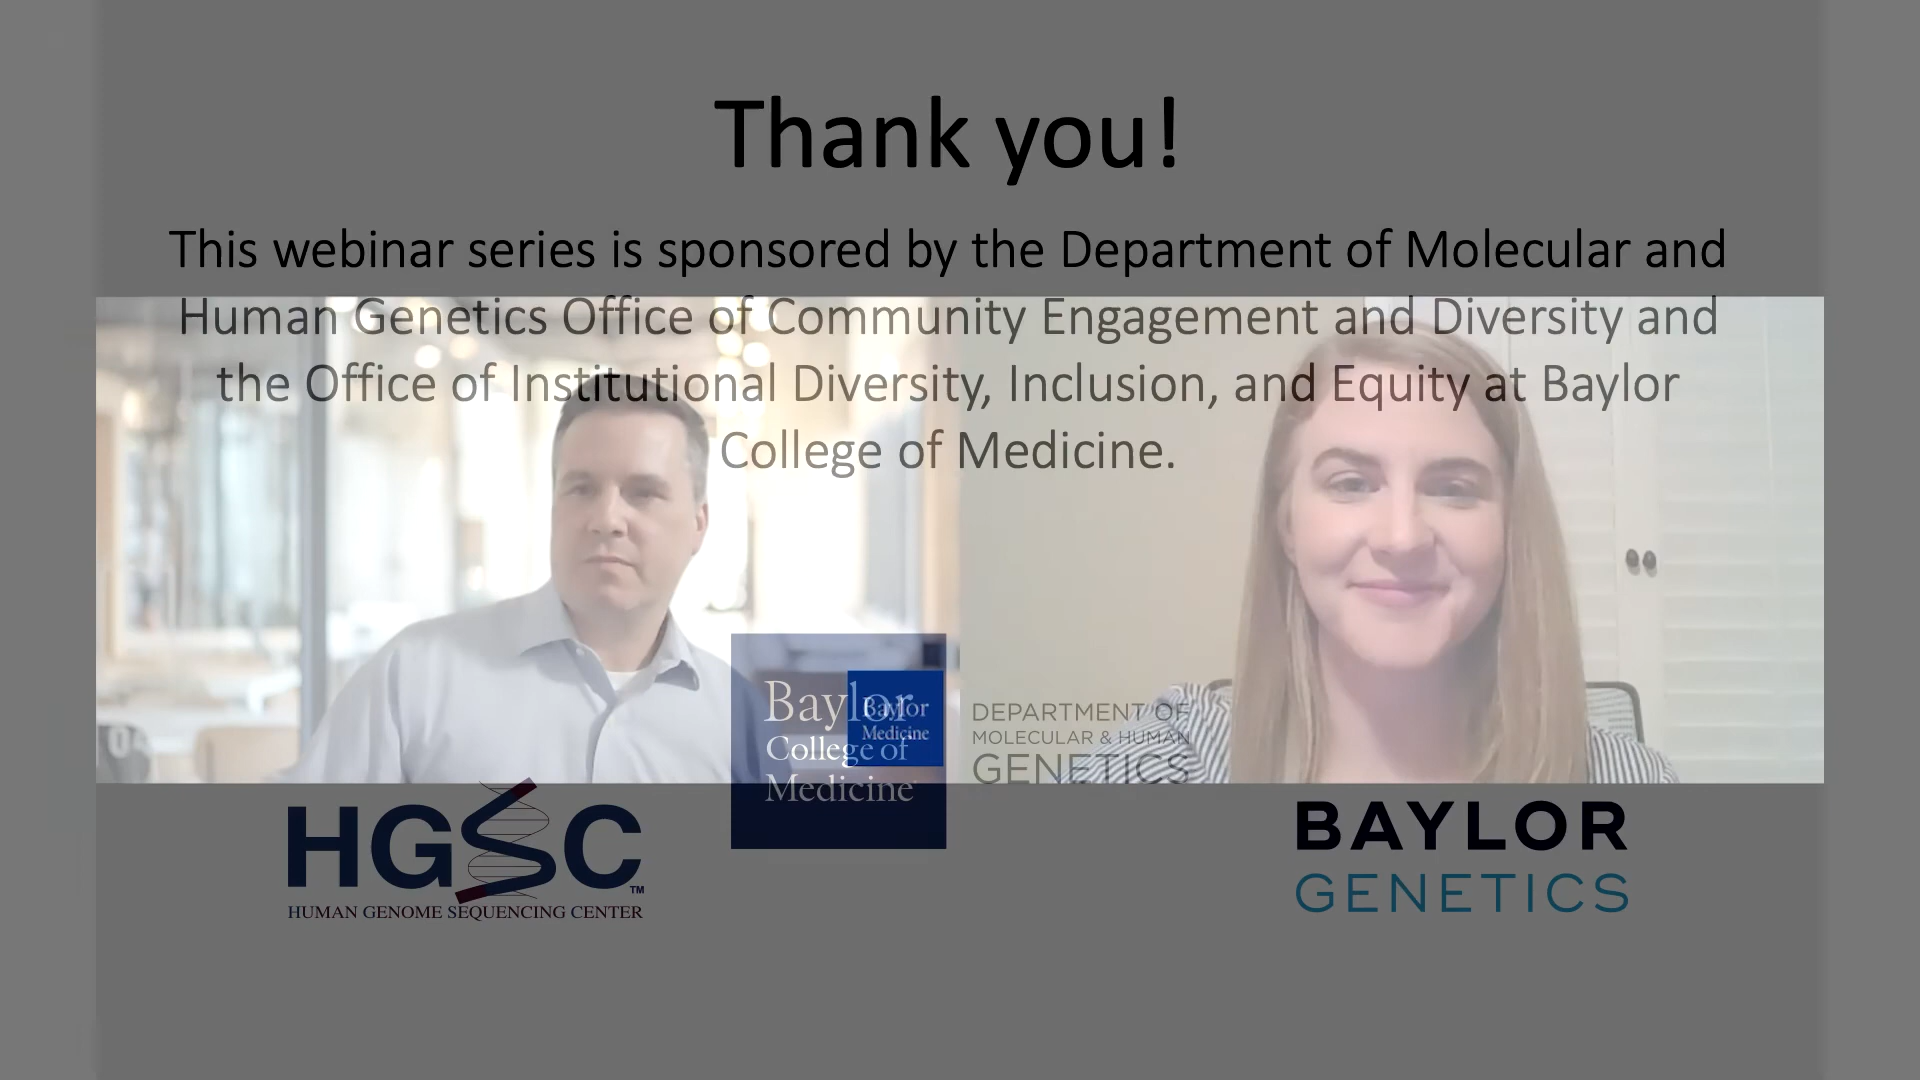 Thank you!
This webinar series is sponsored by the Department of Molecular and
Human Genetics Office of Community Engagement and Diversity and
the Office of Institutional Diversity, Inclusion, and Equity at Baylor
College of Medicine.
Baylor
College of
Medicine
Baylor
Medicine
DEPARTMENT OF
MOLECULAR & HUMAN
GENETICS
HGSC™
HUMAN GENOME SEQUENCING CENTER
BAYLOR
GENETICS